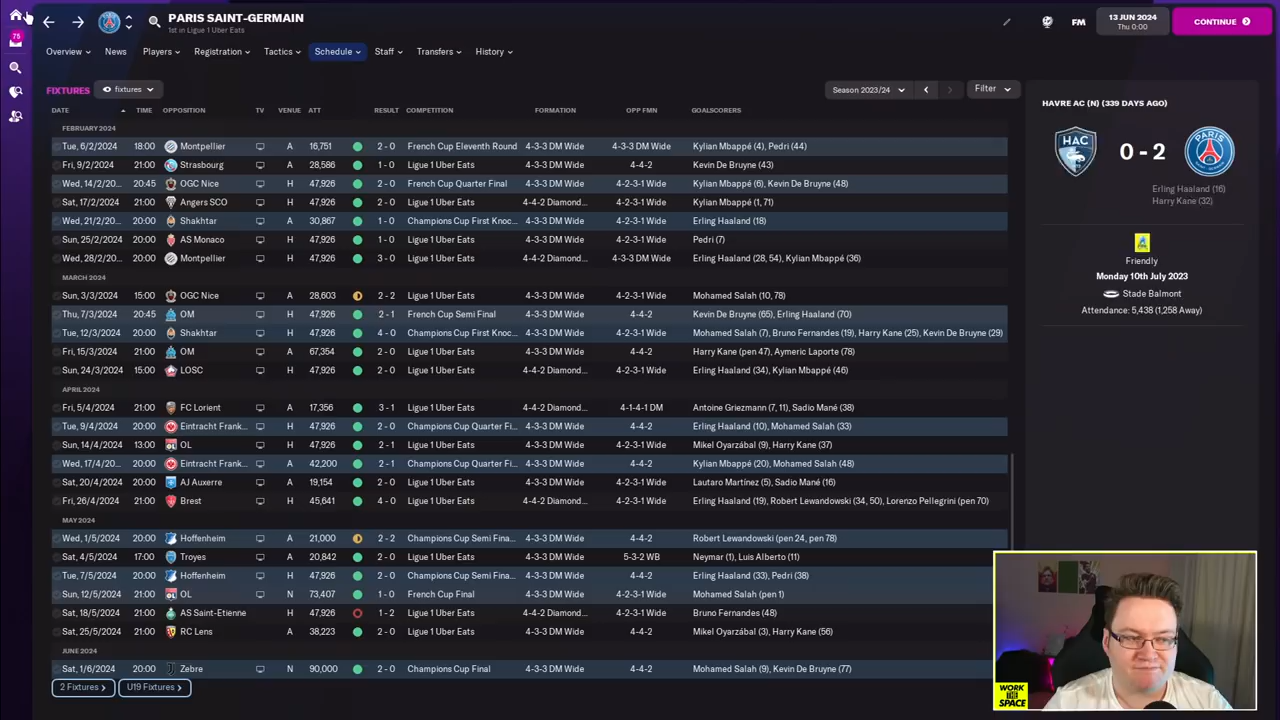 PARIS SAINT-GERMAIN
1st in Ligue 1 Uber Eats
FM
13 JUN 2024
Thu 0:00
CONTINUE
75
Overview News Players Registration Tactics Schedule Staff Transfers History
FIXTURES fixtures Season 2023/24 Filter
DATE TIME OPPOSITION TV VENUE ATT RESULT COMPETITION FORMATION OPP FMN GOALSCORERS
FEBRUARY 2024
Tue, 6/2/2024 18:00 Montpellier A 16,751 2 - 0 French Cup Eleventh Round 4-3-3 DM Wide 4-3-3 DM Wide Kylian Mbappé (4), Pedri (44)
Fri, 9/2/2024 21:00 Strasbourg A 28,586 1 - 0 Ligue 1 Uber Eats 4-3-3 DM Wide 4-4-2 Kevin De Bruyne (43)
Wed, 14/2/20... 20:45 OGC Nice H 47,926 2 - 0 French Cup Quarter Final 4-3-3 DM Wide 4-2-3-1 Wide Kylian Mbappé (6), Kevin De Bruyne (48)
Sat, 17/2/2024 21:00 Angers SCO H 47,926 2 - 0 Ligue 1 Uber Eats 4-4-2 Diamond... 4-2-3-1 Wide Kylian Mbappé (1, 71)
Wed, 21/2/20... 20:00 Shakhtar A 30,867 1 - 0 Champions Cup First Knoc... 4-3-3 DM Wide 4-2-3-1 Wide Erling Haaland (18)
Sun, 25/2/2024 20:00 AS Monaco H 47,926 1 - 0 Ligue 1 Uber Eats 4-3-3 DM Wide 4-2-3-1 Wide Pedri (7)
Wed, 28/2/20... 20:00 Montpellier H 47,926 3 - 0 Ligue 1 Uber Eats 4-4-2 Diamond... 4-3-3 DM Wide Erling Haaland (28, 54), Kylian Mbappé (36)
MARCH 2024
Sun, 3/3/2024 15:00 OGC Nice A 28,603 2 - 2 Ligue 1 Uber Eats 4-3-3 DM Wide 4-2-3-1 Wide Mohamed Salah (10, 78)
Thu, 7/3/2024 20:45 OM H 47,926 2 - 1 French Cup Semi Final 4-3-3 DM Wide 4-4-2 Kevin De Bruyne (65), Erling Haaland (70)
Tue, 12/3/2024 20:00 Shakhtar H 47,926 4 - 0 Champions Cup First Knoc... 4-3-3 DM Wide 4-2-3-1 Wide Mohamed Salah (7), Bruno Fernandes (19), Harry Kane (25), Kevin De Bruyne (29)
Fri, 15/3/2024 21:00 OM A 67,354 2 - 0 Ligue 1 Uber Eats 4-3-3 DM Wide 4-4-2 Harry Kane (pen 47), Aymeric Laporte (78)
Sun, 24/3/2024 15:00 LOSC H 47,926 2 - 0 Ligue 1 Uber Eats 4-4-2 Diamond... 4-2-3-1 Wide Erling Haaland (34), Kylian Mbappé (46)
APRIL 2024
Fri, 5/4/2024 21:00 FC Lorient A 17,356 3 - 1 Ligue 1 Uber Eats 4-4-2 Diamond... 4-1-4-1 DM Antoine Griezmann (7, 11), Sadio Mané (38)
Tue, 9/4/2024 20:00 Eintracht Frank... H 47,926 2 - 0 Champions Cup Quarter Fi... 4-3-3 DM Wide 4-4-2 Erling Haaland (10), Mohamed Salah (33)
Sun, 14/4/2024 13:00 OL H 47,926 2 - 1 Ligue 1 Uber Eats 4-3-3 DM Wide 4-2-3-1 Wide Mikel Oyarzábal (9), Harry Kane (37)
Wed, 17/4/20... 20:00 Eintracht Frank... A 42,200 2 - 1 Champions Cup Quarter Fi... 4-3-3 DM Wide 4-4-2 Kylian Mbappé (20), Mohamed Salah (48)
Sat, 20/4/2024 20:00 AJ Auxerre A 19,154 2 - 0 Ligue 1 Uber Eats 4-4-2 Diamond... 4-2-3-1 Wide Lautaro Martínez (5), Sadio Mané (16)
Fri, 26/4/2024 21:00 Brest H 45,641 4 - 0 Ligue 1 Uber Eats 4-4-2 Diamond... 4-2-3-1 Wide Erling Haaland (19), Robert Lewandowski (34, 50), Lorenzo Pellegrini (pen 70)
MAY 2024
Wed, 1/5/2024 20:00 Hoffenheim A 21,000 2 - 2 Champions Cup Semi Fina... 4-3-3 DM Wide 4-4-2 Robert Lewandowski (pen 24, pen 78)
Sat, 4/5/2024 17:00 Troyes A 20,842 2 - 0 Ligue 1 Uber Eats 4-3-3 DM Wide 5-3-2 WB Neymar (1), Luis Alberto (11)
Tue, 7/5/2024 20:00 Hoffenheim H 47,926 2 - 0 Champions Cup Semi Fina... 4-3-3 DM Wide 4-4-2 Erling Haaland (33), Pedri (38)
Sun, 12/5/2024 21:00 OL N 73,407 1 - 0 French Cup Final 4-3-3 DM Wide 4-2-3-1 Wide Mohamed Salah (pen 1)
Sat, 18/5/2024 21:00 AS Saint-Etienne H 47,926 1 - 2 Ligue 1 Uber Eats 4-4-2 Diamond... 4-2-3-1 Wide Bruno Fernandes (48)
Sat, 25/5/2024 21:00 RC Lens A 38,223 2 - 0 Ligue 1 Uber Eats 4-3-3 DM Wide 4-4-2 Mikel Oyarzábal (3), Harry Kane (56)
JUNE 2024
Sat, 1/6/2024 20:00 Zebre N 90,000 2 - 0 Champions Cup Final 4-3-3 DM Wide 4-4-2 Mohamed Salah (9), Kevin De Bruyne (77)
2 Fixtures U19 Fixtures
HAVRE AC (N) (339 DAYS AGO)
HAC 0 - 2 PARIS
Erling Haaland (16)
Harry Kane (32)
Friendly
Monday 10th July 2023
Stade Balmont
Attendance: 5,438 (1,258 Away)
WORK
THE
SPACE